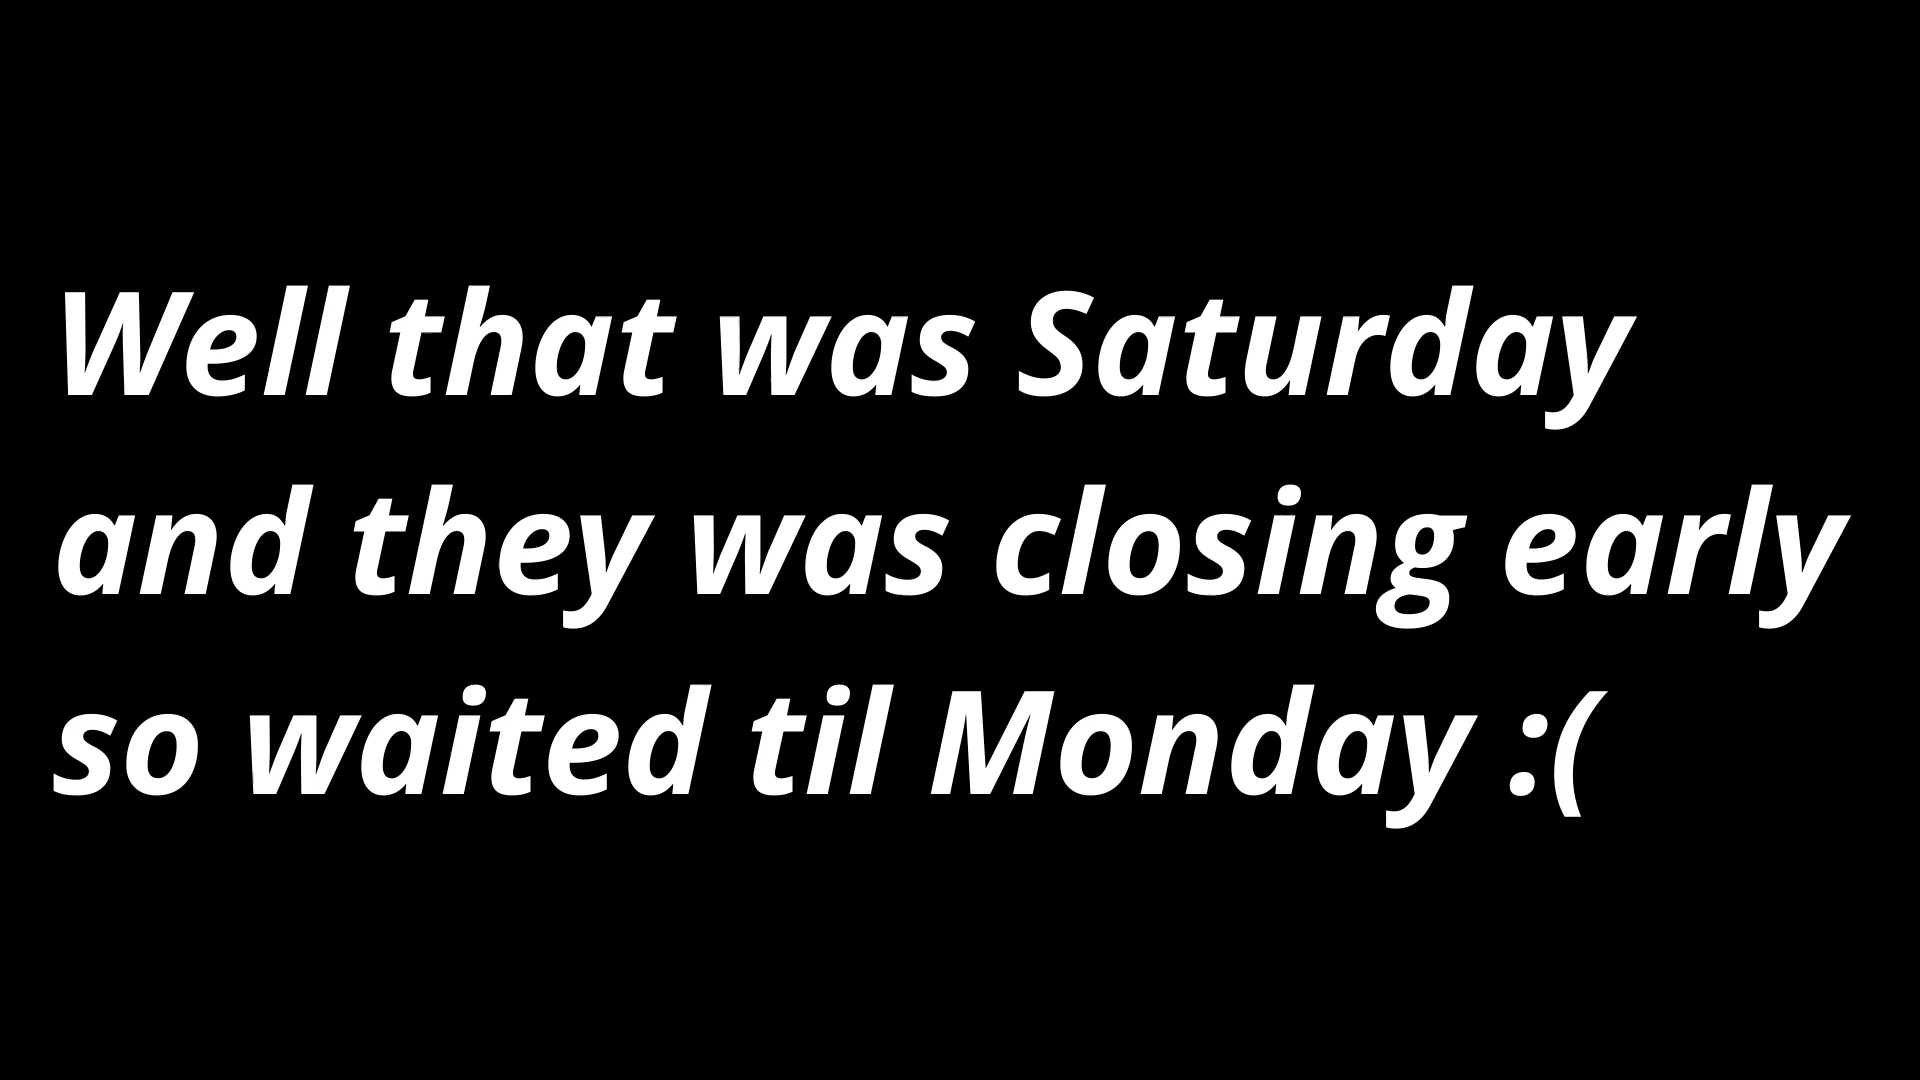 Well that was Saturday
and they was closing early
so waited til Monday :(